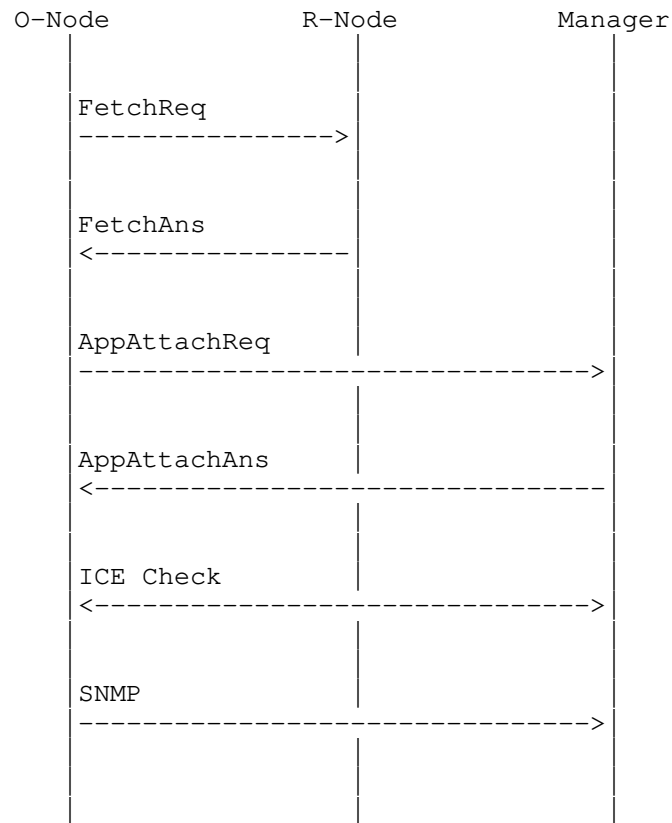 O-Node R-Node Manager
FetchReq
FetchAns
AppAttachReq
AppAttachAns
ICE Check
SNMP